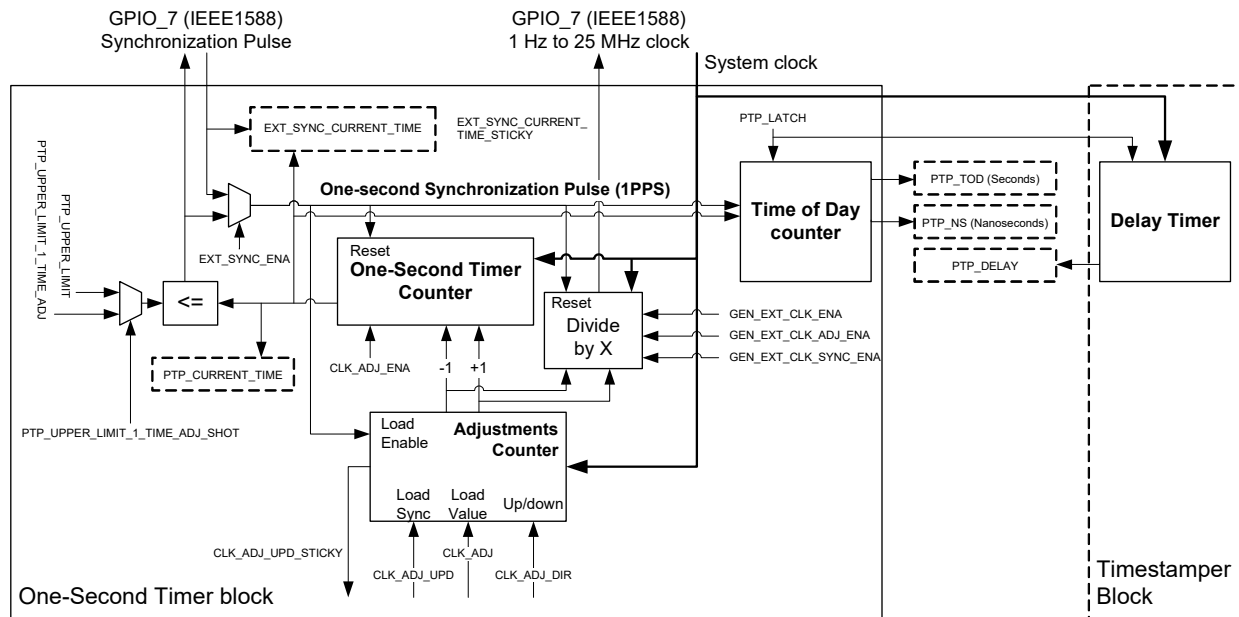 GPIO_7 (IEEE1588)
Synchronization Pulse
GPIO_7 (IEEE1588)
1 Hz to 25 MHz clock
System clock
EXT_SYNC_CURRENT_TIME
EXT_SYNC_CURRENT_
TIME_STICKY
PTP_LATCH
PTP_UPPER_LIMIT
PTP_UPPER_LIMIT_1_TIME_ADJ
One-second Synchronization Pulse (1PPS)
Time of Day
counter
PTP_TOD (Seconds)
PTP_NS (Nanoseconds)
PTP_DELAY
Delay Timer
EXT_SYNC_ENA
Reset
One-Second Timer
Counter
<=
Reset
Divide
by X
GEN_EXT_CLK_ENA
GEN_EXT_CLK_ADJ_ENA
GEN_EXT_CLK_SYNC_ENA
PTP_CURRENT_TIME
CLK_ADJ_ENA
-1
+1
PTP_UPPER_LIMIT_1_TIME_ADJ_SHOT
Load
Enable
Adjustments
Counter
Load
Sync
Load
Value
Up/down
CLK_ADJ_UPD_STICKY
CLK_ADJ_UPD
CLK_ADJ
CLK_ADJ_DIR
One-Second Timer block
Timestamper
Block